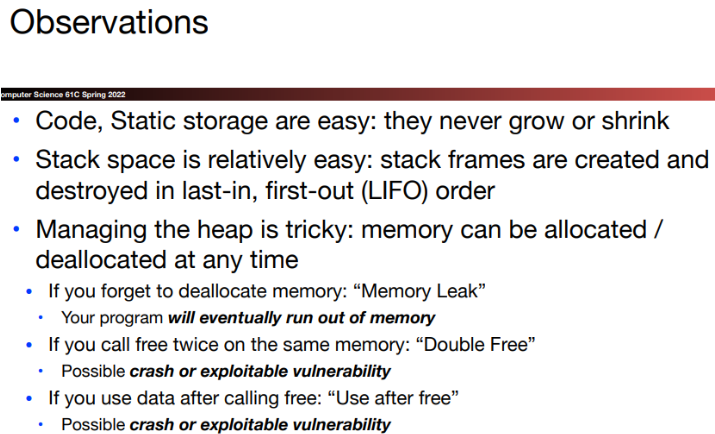 Observations
omputer Science 61C Spring 2022
• Code, Static storage are easy: they never grow or shrink
• Stack space is relatively easy: stack frames are created and
destroyed in last-in, first-out (LIFO) order
• Managing the heap is tricky: memory can be allocated /
deallocated at any time
• If you forget to deallocate memory: “Memory Leak”
• Your program will eventually run out of memory
• If you call free twice on the same memory: “Double Free”
• Possible crash or exploitable vulnerability
• If you use data after calling free: “Use after free”
• Possible crash or exploitable vulnerability